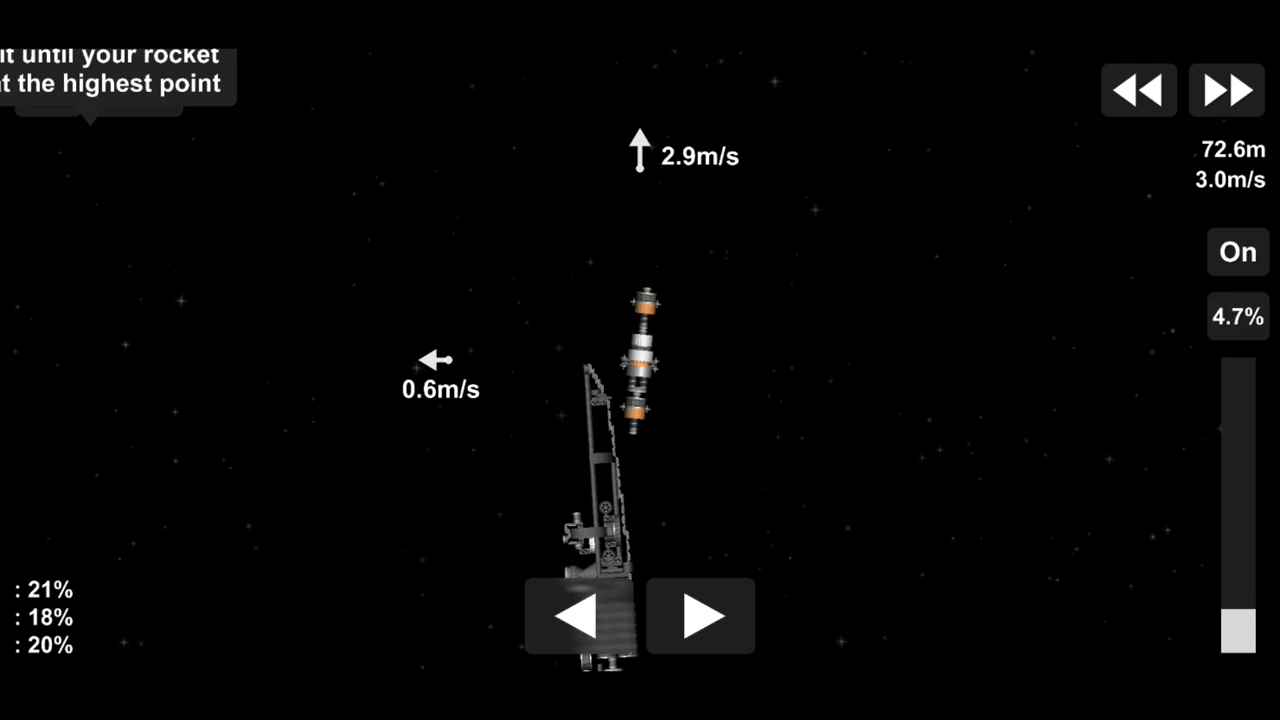 it until your rocket
at the highest point
2.9m/s
72.6m
3.0m/s
On
4.7%
0.6m/s
: 21%
: 18%
: 20%